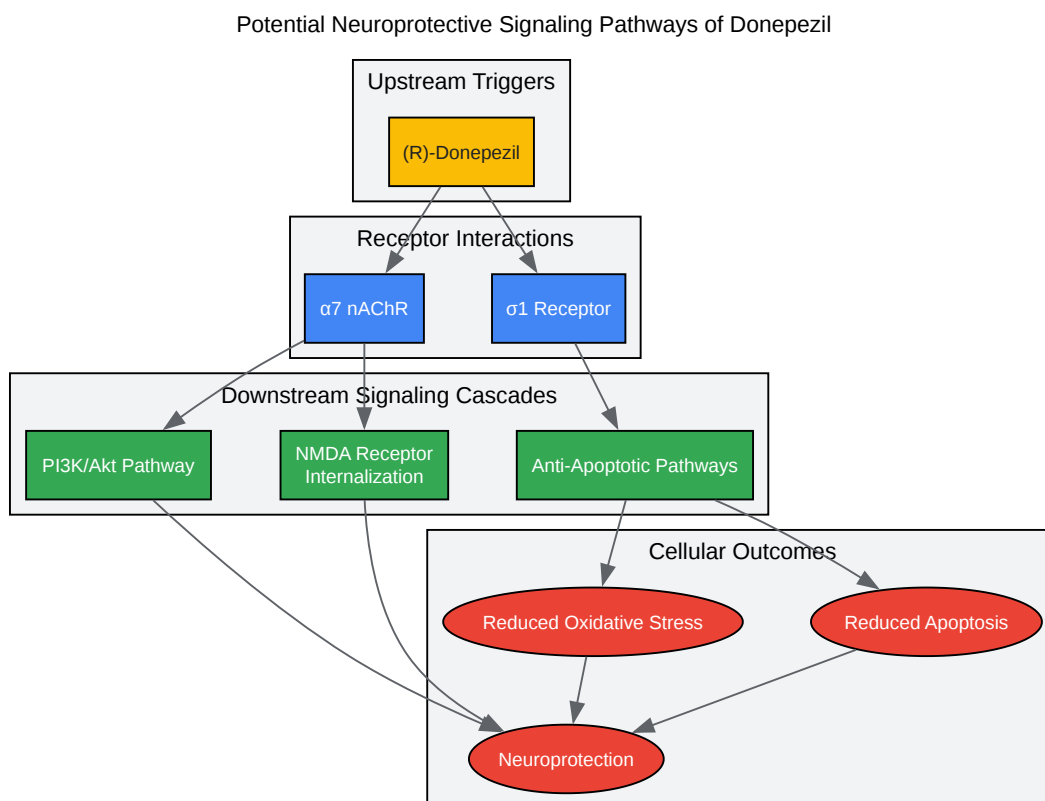 Potential Neuroprotective Signaling Pathways of Donepezil
Upstream Triggers
(R)-Donepezil
Receptor Interactions
α7 nAChR
σ1 Receptor
Downstream Signaling Cascades
PI3K/Akt Pathway
NMDA Receptor
Internalization
Anti-Apoptotic Pathways
Cellular Outcomes
Reduced Oxidative Stress
Reduced Apoptosis
Neuroprotection